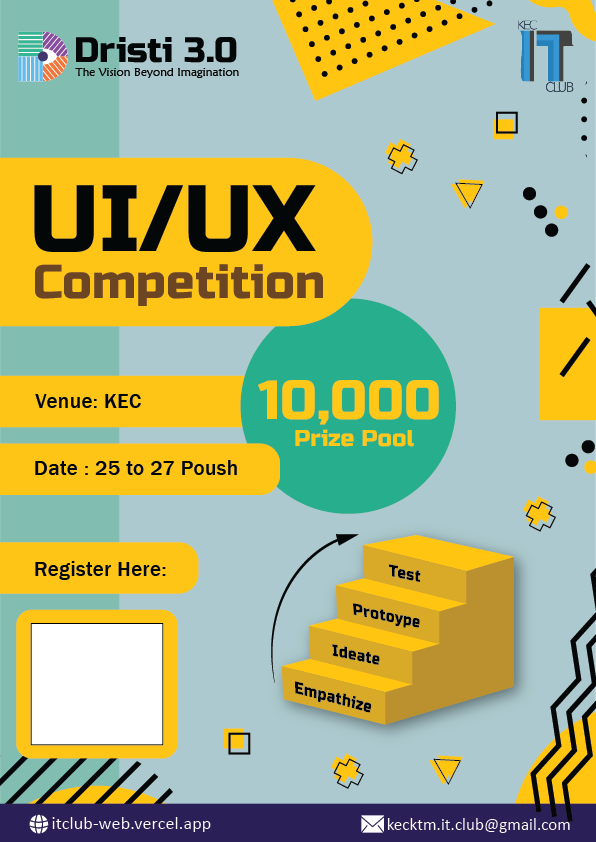 Dristi 3.0
The Vision Beyond Imagination
KEC
IT
CLUB
UI/UX
Competition
10,000
Prize Pool
Venue: KEC
Date : 25 to 27 Poush
Register Here:
Test
Protoype
Ideate
Empathize
itclub-web.vercel.app
kecktm.it.club@gmail.com